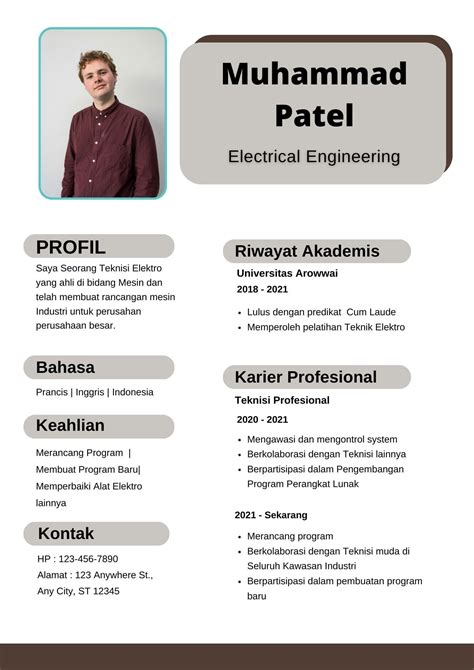 Muhammad
Patel
Electrical Engineering
PROFIL
Saya Seorang Teknisi Elektro
yang ahli di bidang Mesin dan
telah membuat rancangan mesin
Industri untuk perusahan
perusahaan besar.
Bahasa
Prancis | Inggris | Indonesia
Keahlian
Merancang Program |
Membuat Program Baru|
Memperbaiki Alat Elektro
lainnya
Kontak
HP : 123-456-7890
Alamat : 123 Anywhere St.,
Any City, ST 12345
Riwayat Akademis
Universitas Arowwai
2018 - 2021
• Lulus dengan predikat Cum Laude
• Memperoleh pelatihan Teknik Elektro
Karier Profesional
Teknisi Profesional
2020 - 2021
• Mengawasi dan mengontrol system
• Berkolaborasi dengan Teknisi lainnya
• Berpartisipasi dalam Pengembangan
Program Perangkat Lunak
2021 - Sekarang
• Merancang program
• Berkolaborasi dengan Teknisi muda di
Seluruh Kawasan Industri
• Berpartisipasi dalam pembuatan program
baru